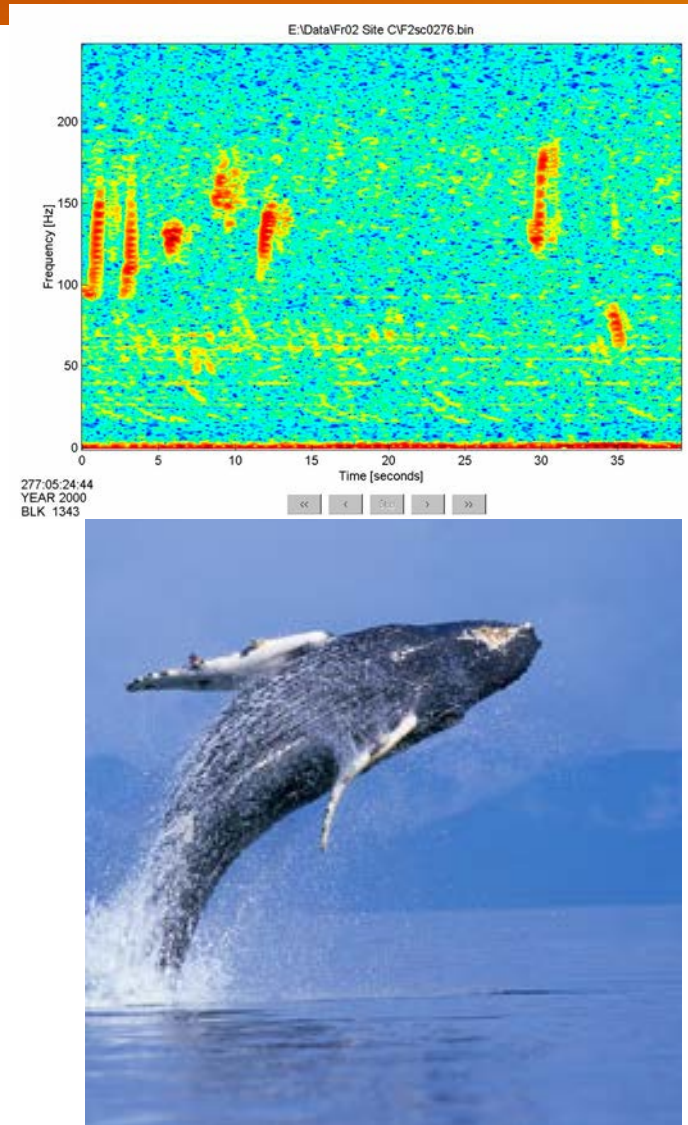 E:\Data\Fr02 Site C\F2sc0276.bin
Frequency [Hz]
200
150
100
50
0
0 5 10 15 20 25 30 35
Time [seconds]
277:05:24:44
YEAR 2000
BLK 1343
<< < > >>